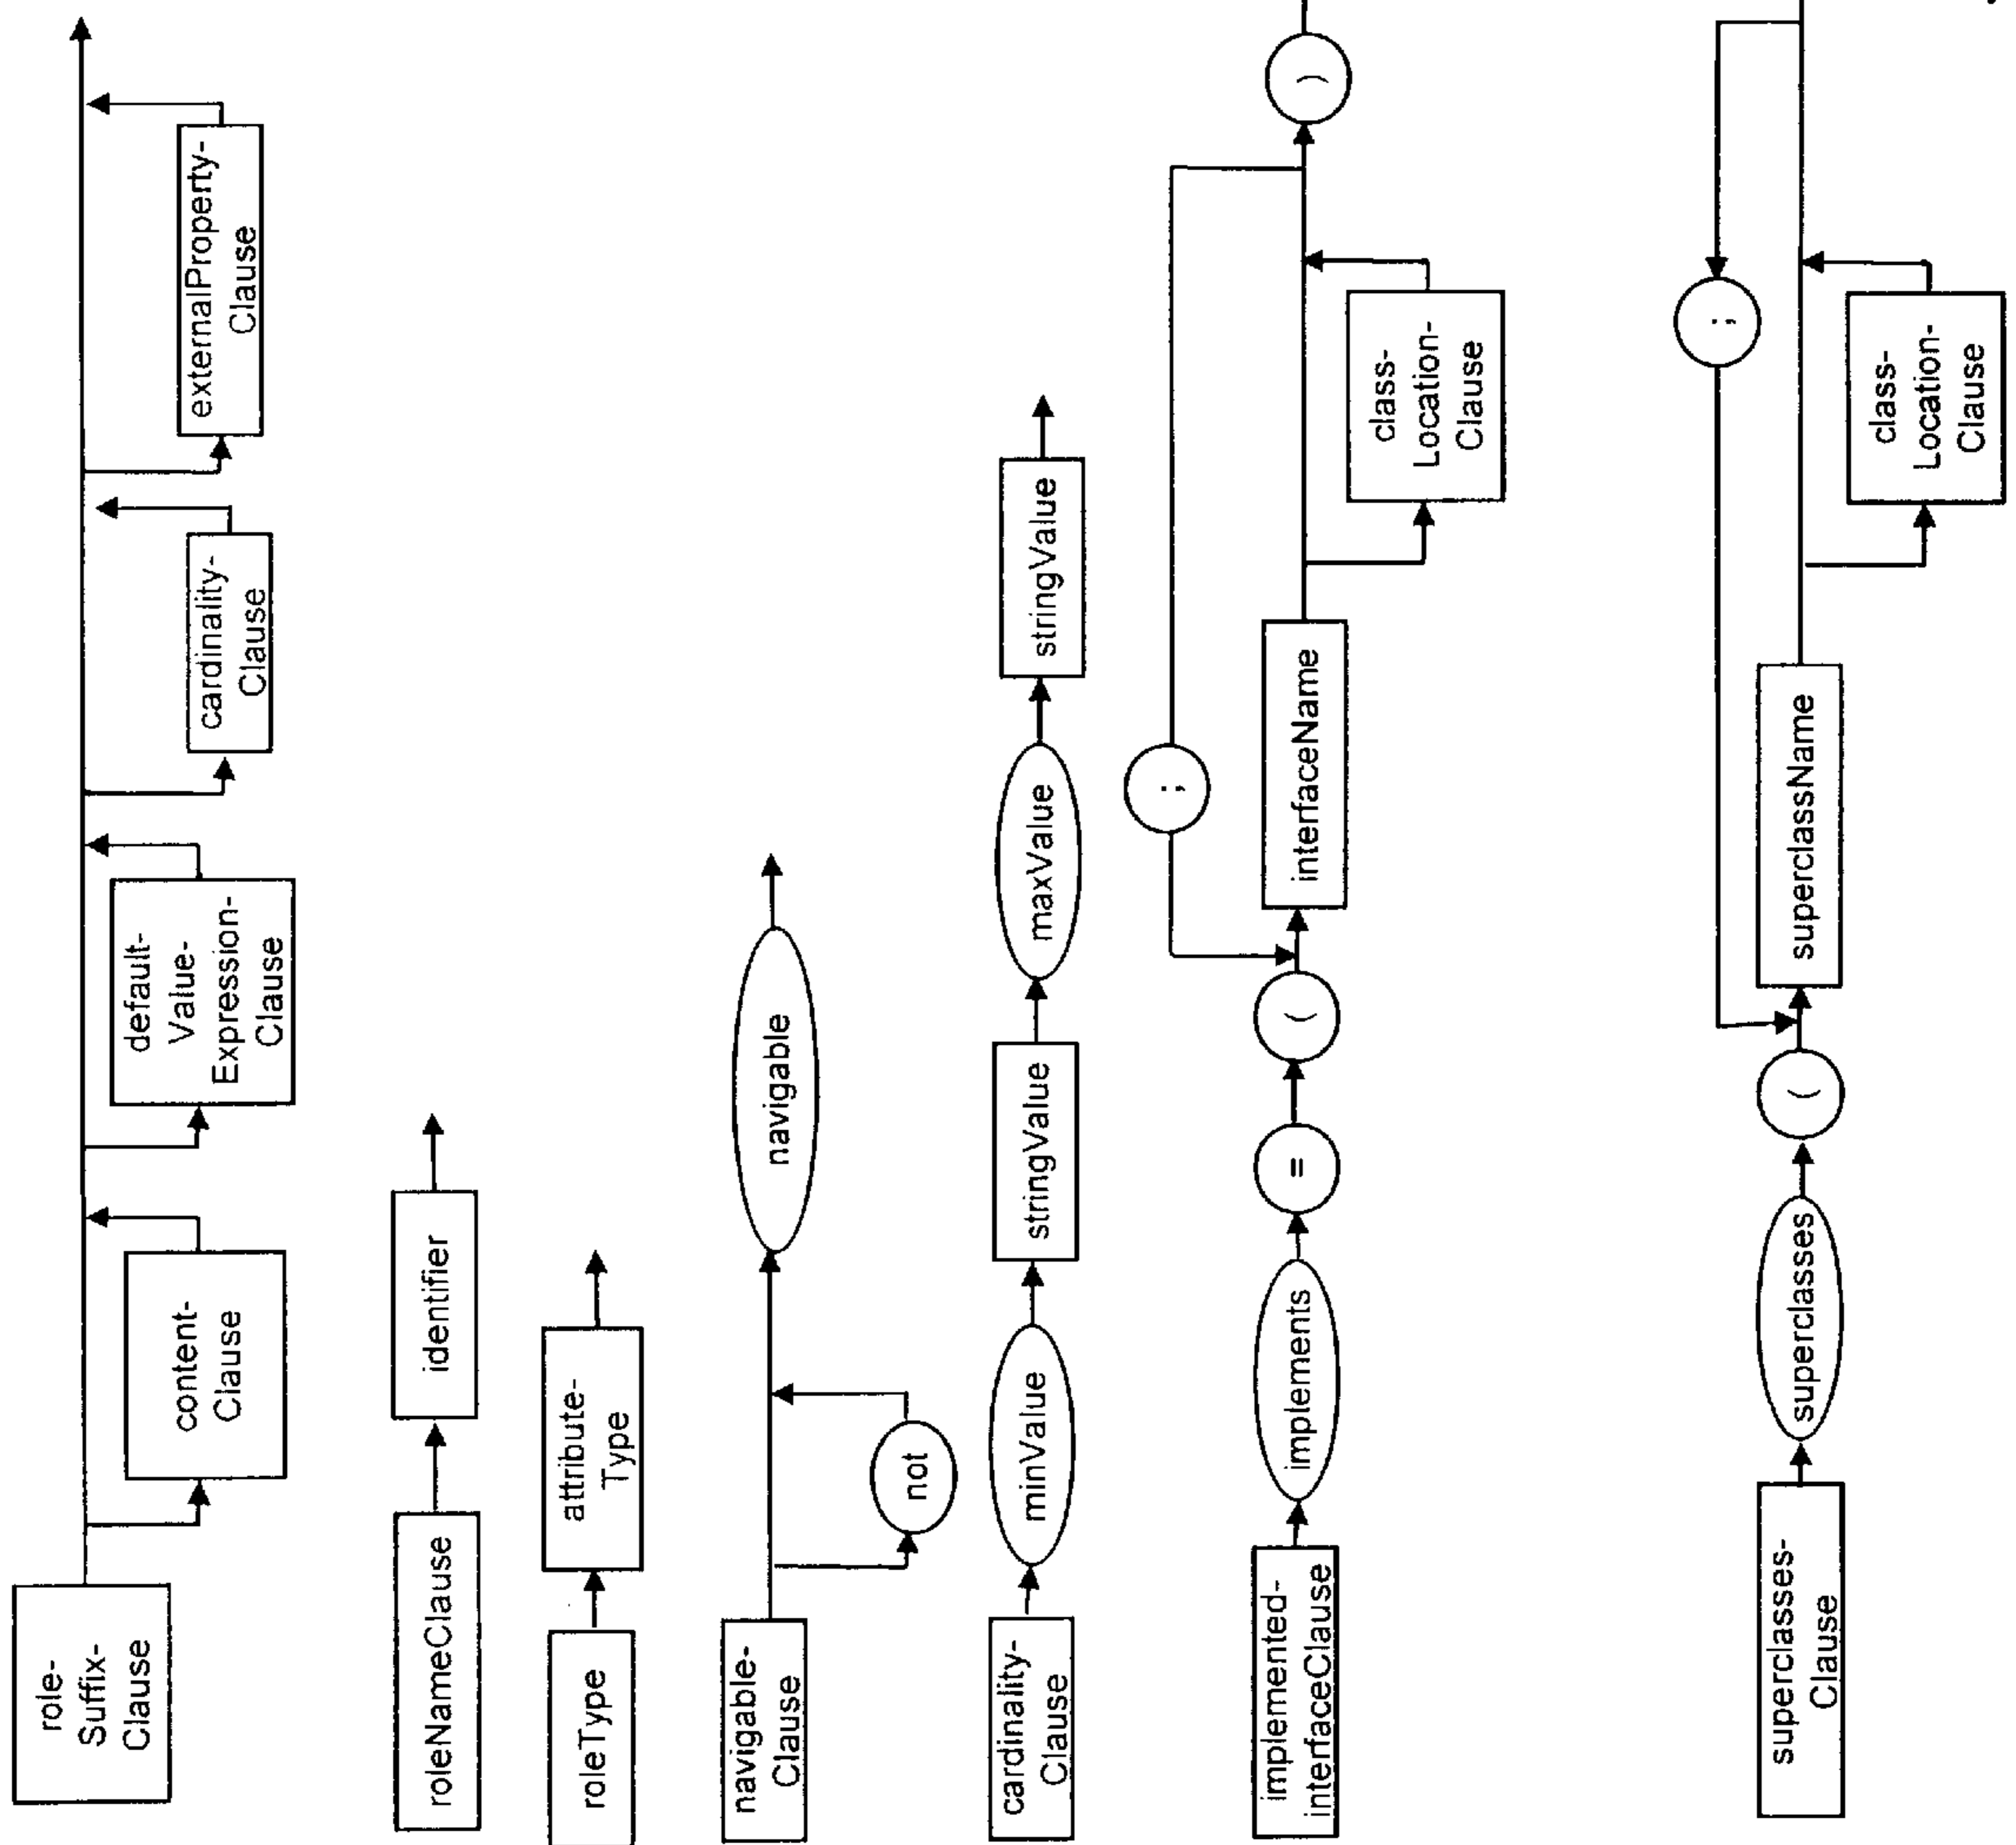 role-
Suffix-
Clause
content-
Clause
default-
Value-
Expression-
Clause
cardinality-
Clause
externalProperty-
Clause
roleNameClause
identifier
roleType
attribute-
Type
navigable-
Clause
not
navigable
cardinality-
Clause
minValue
stringValue
maxValue
stringValue
implemented-
interfaceClause
implements
=
(
;
interfaceName
class-
Location-
Clause
)
superclasses-
Clause
superclasses
(
superclassName
;
class-
Location-
Clause